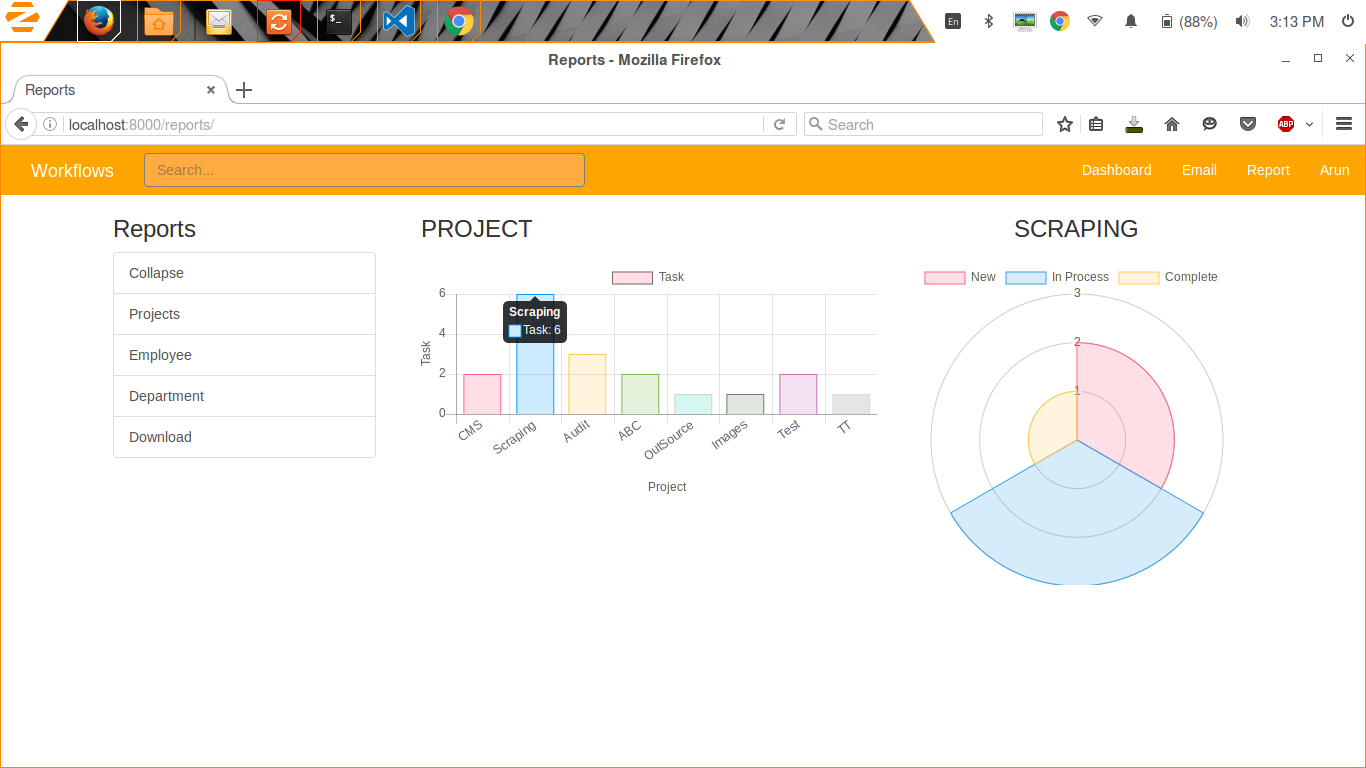 En
(88%)
3:13 PM
Reports - Mozilla Firefox
Reports
localhost:8000/reports/
Search
ABP
Workflows
Search...
Dashboard
Email
Report
Arun
Reports
Collapse
Projects
Employee
Department
Download
PROJECT
Task
6
4
2
0
Task
Scraping
Task: 6
CMS
Scraping
Audit
ABC
OutSource
Images
Test
TT
Project
SCRAPING
New
In Process
Complete
3
2
1